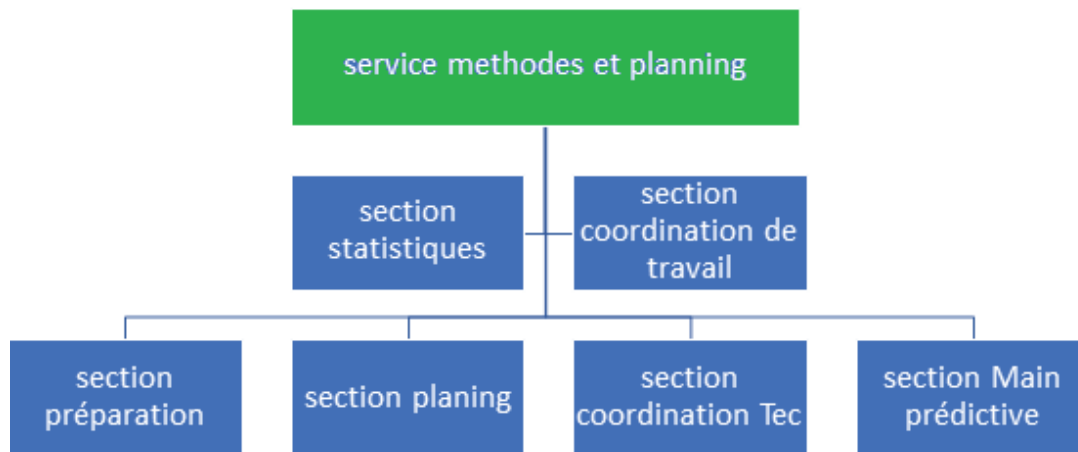 service methodes et planning
section
statistiques
section
coordination de
travail
section
préparation
section planing
section
coordination Tec
section Main
prédictive